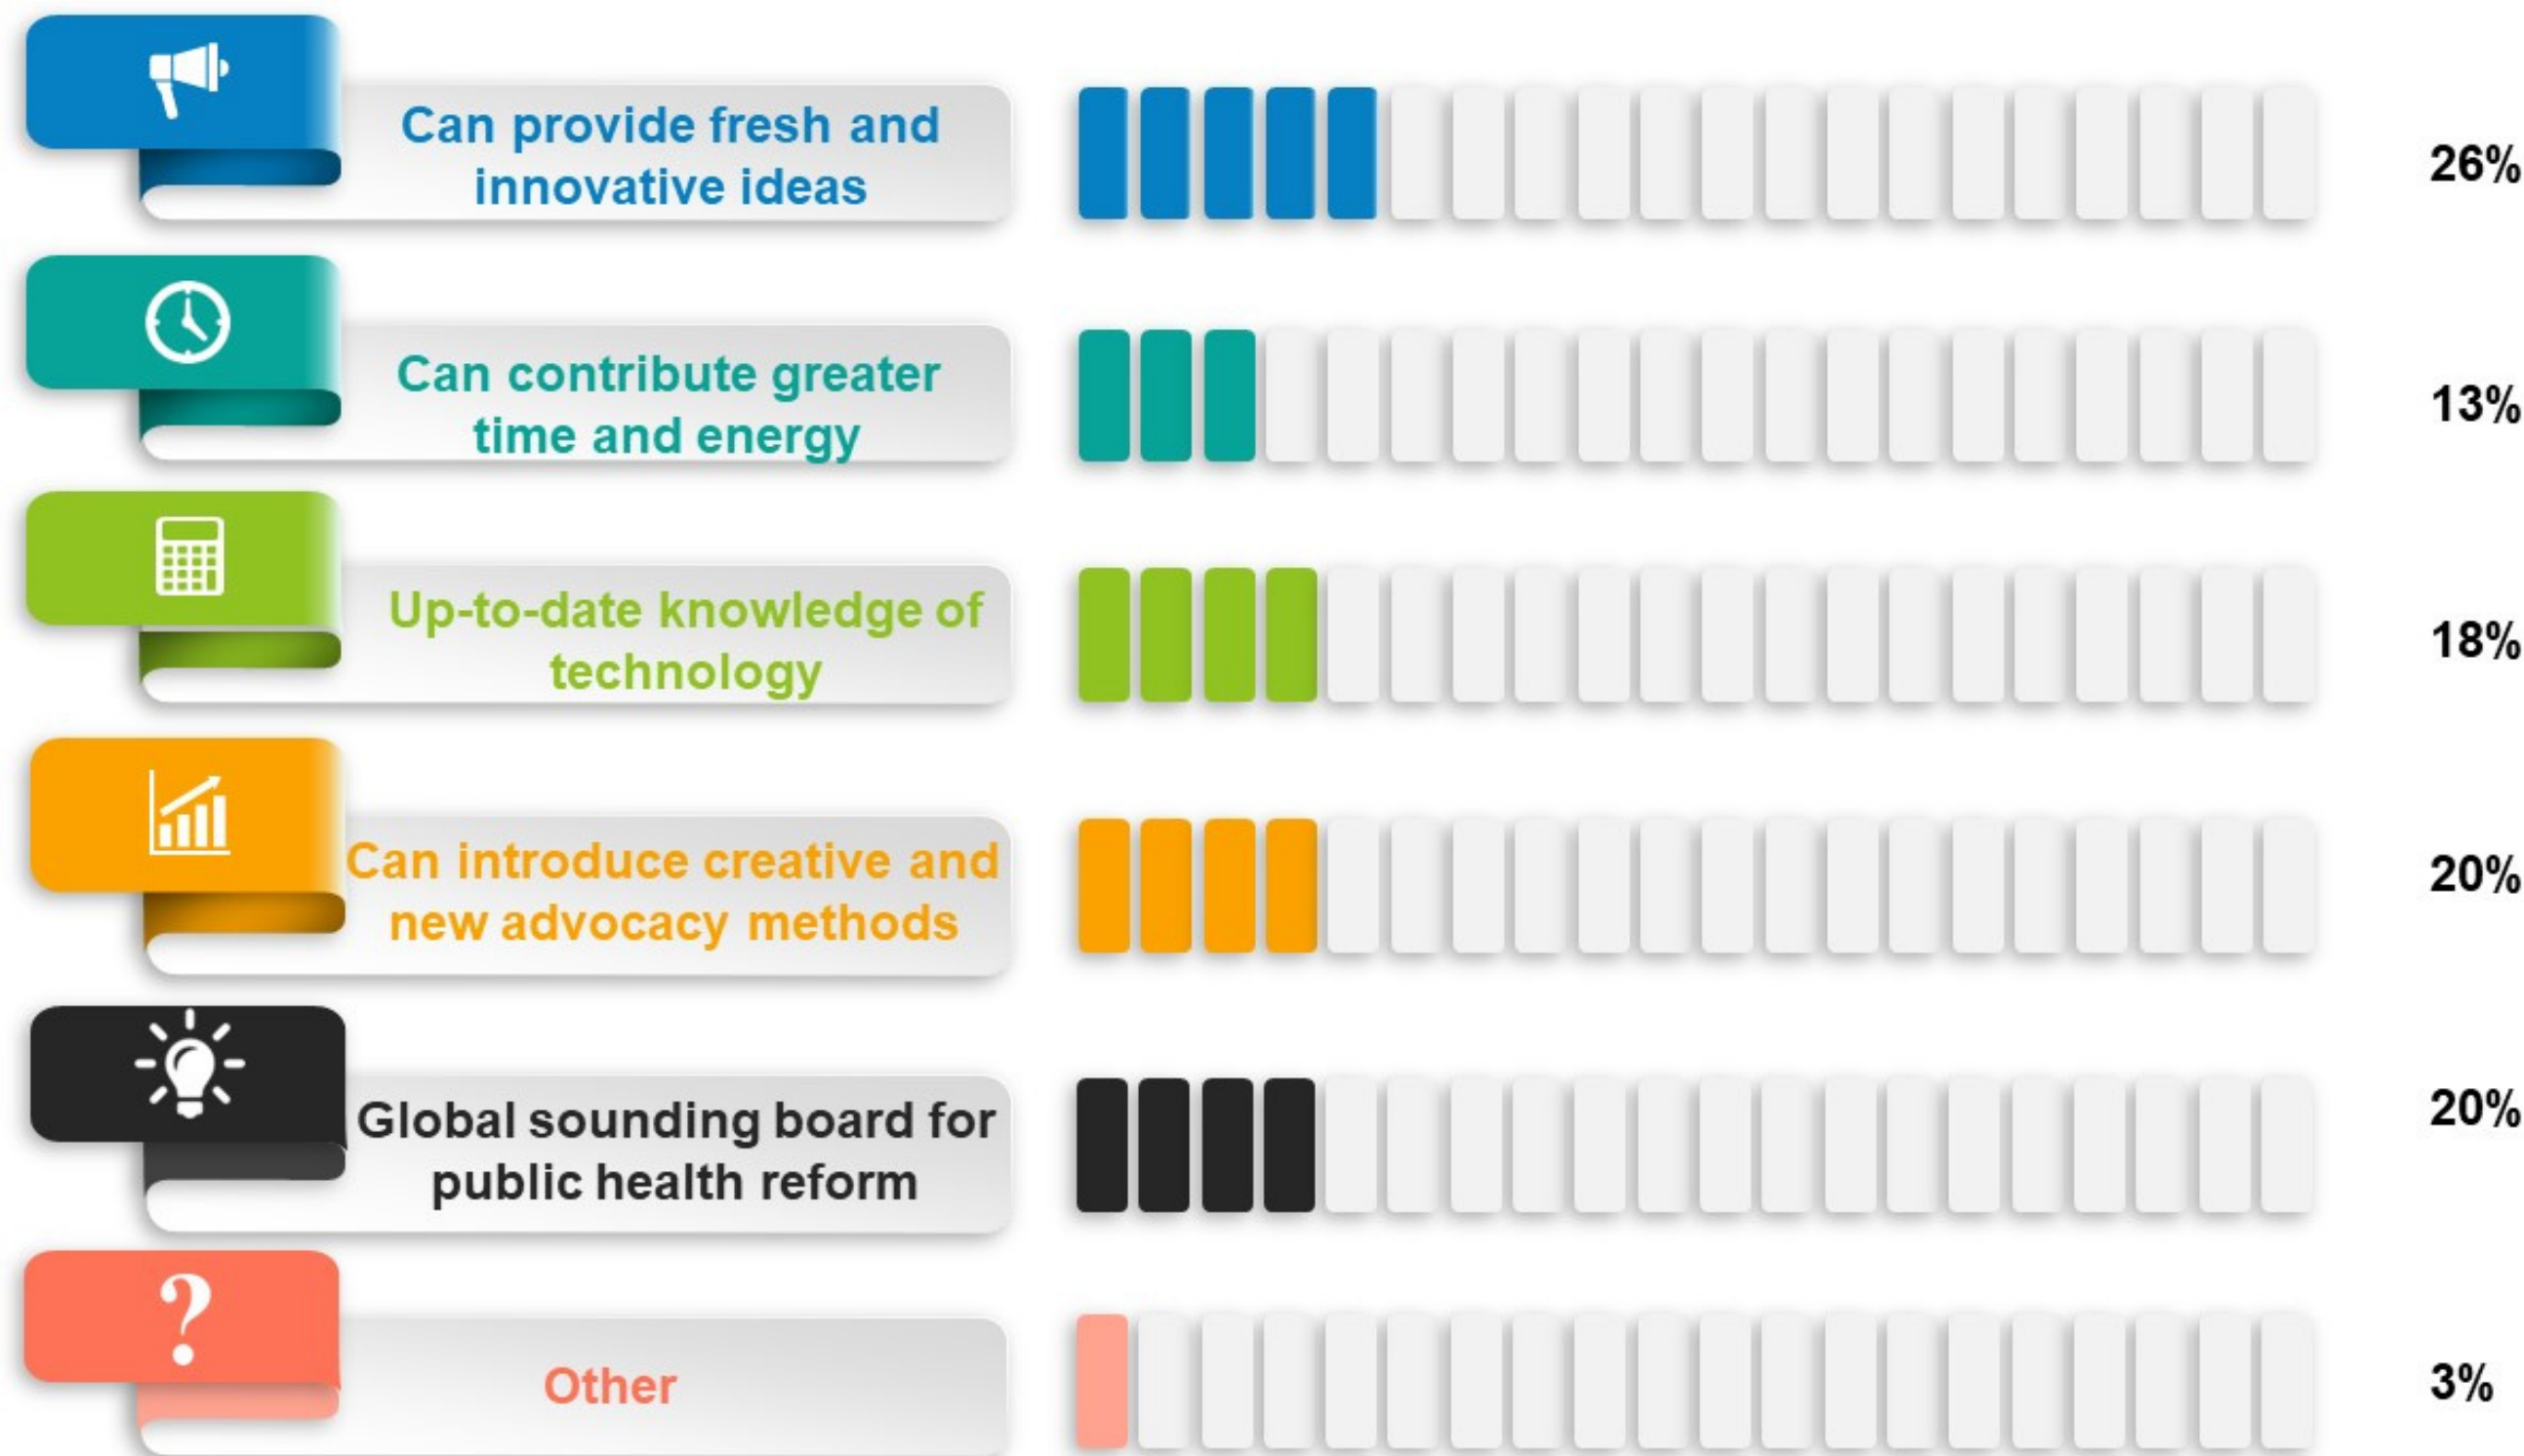 Can provide fresh and
innovative ideas
26%
Can contribute greater
time and energy
13%
Up-to-date knowledge of
technology
18%
Can introduce creative and
new advocacy methods
20%
Global sounding board for
public health reform
20%
?
Other
3%